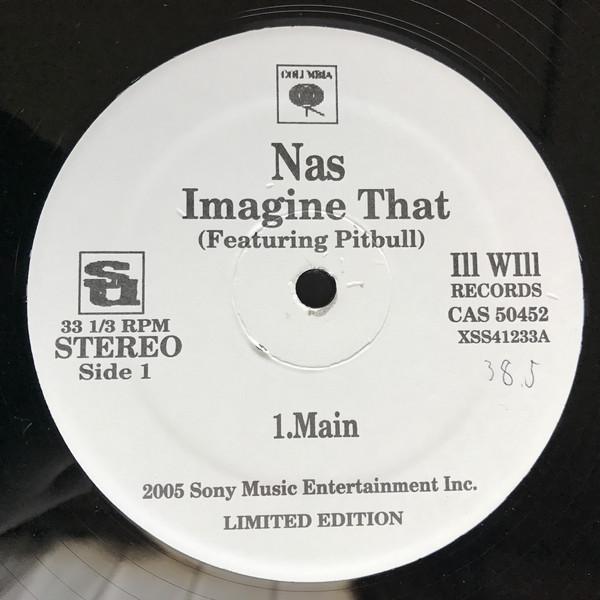 COLUMBIA
Nas
Imagine That
(Featuring Pitbull)
su
33 1/3 RPM
STEREO
Side 1
Ill WIll
RECORDS
CAS 50452
XSS41233A
38.5
1.Main
2005 Sony Music Entertainment Inc.
LIMITED EDITION